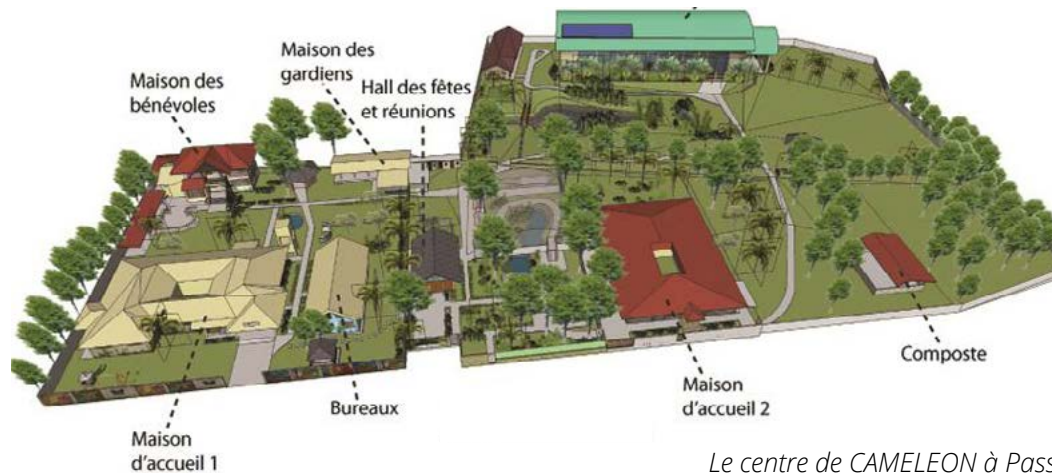 Maison des
bénévoles
Maison des
gardiens
Hall des fêtes
et réunions
Maison
d'accueil 1
Bureaux
Maison
d'accueil 2
Composte
Le centre de CAMELEON à Pass